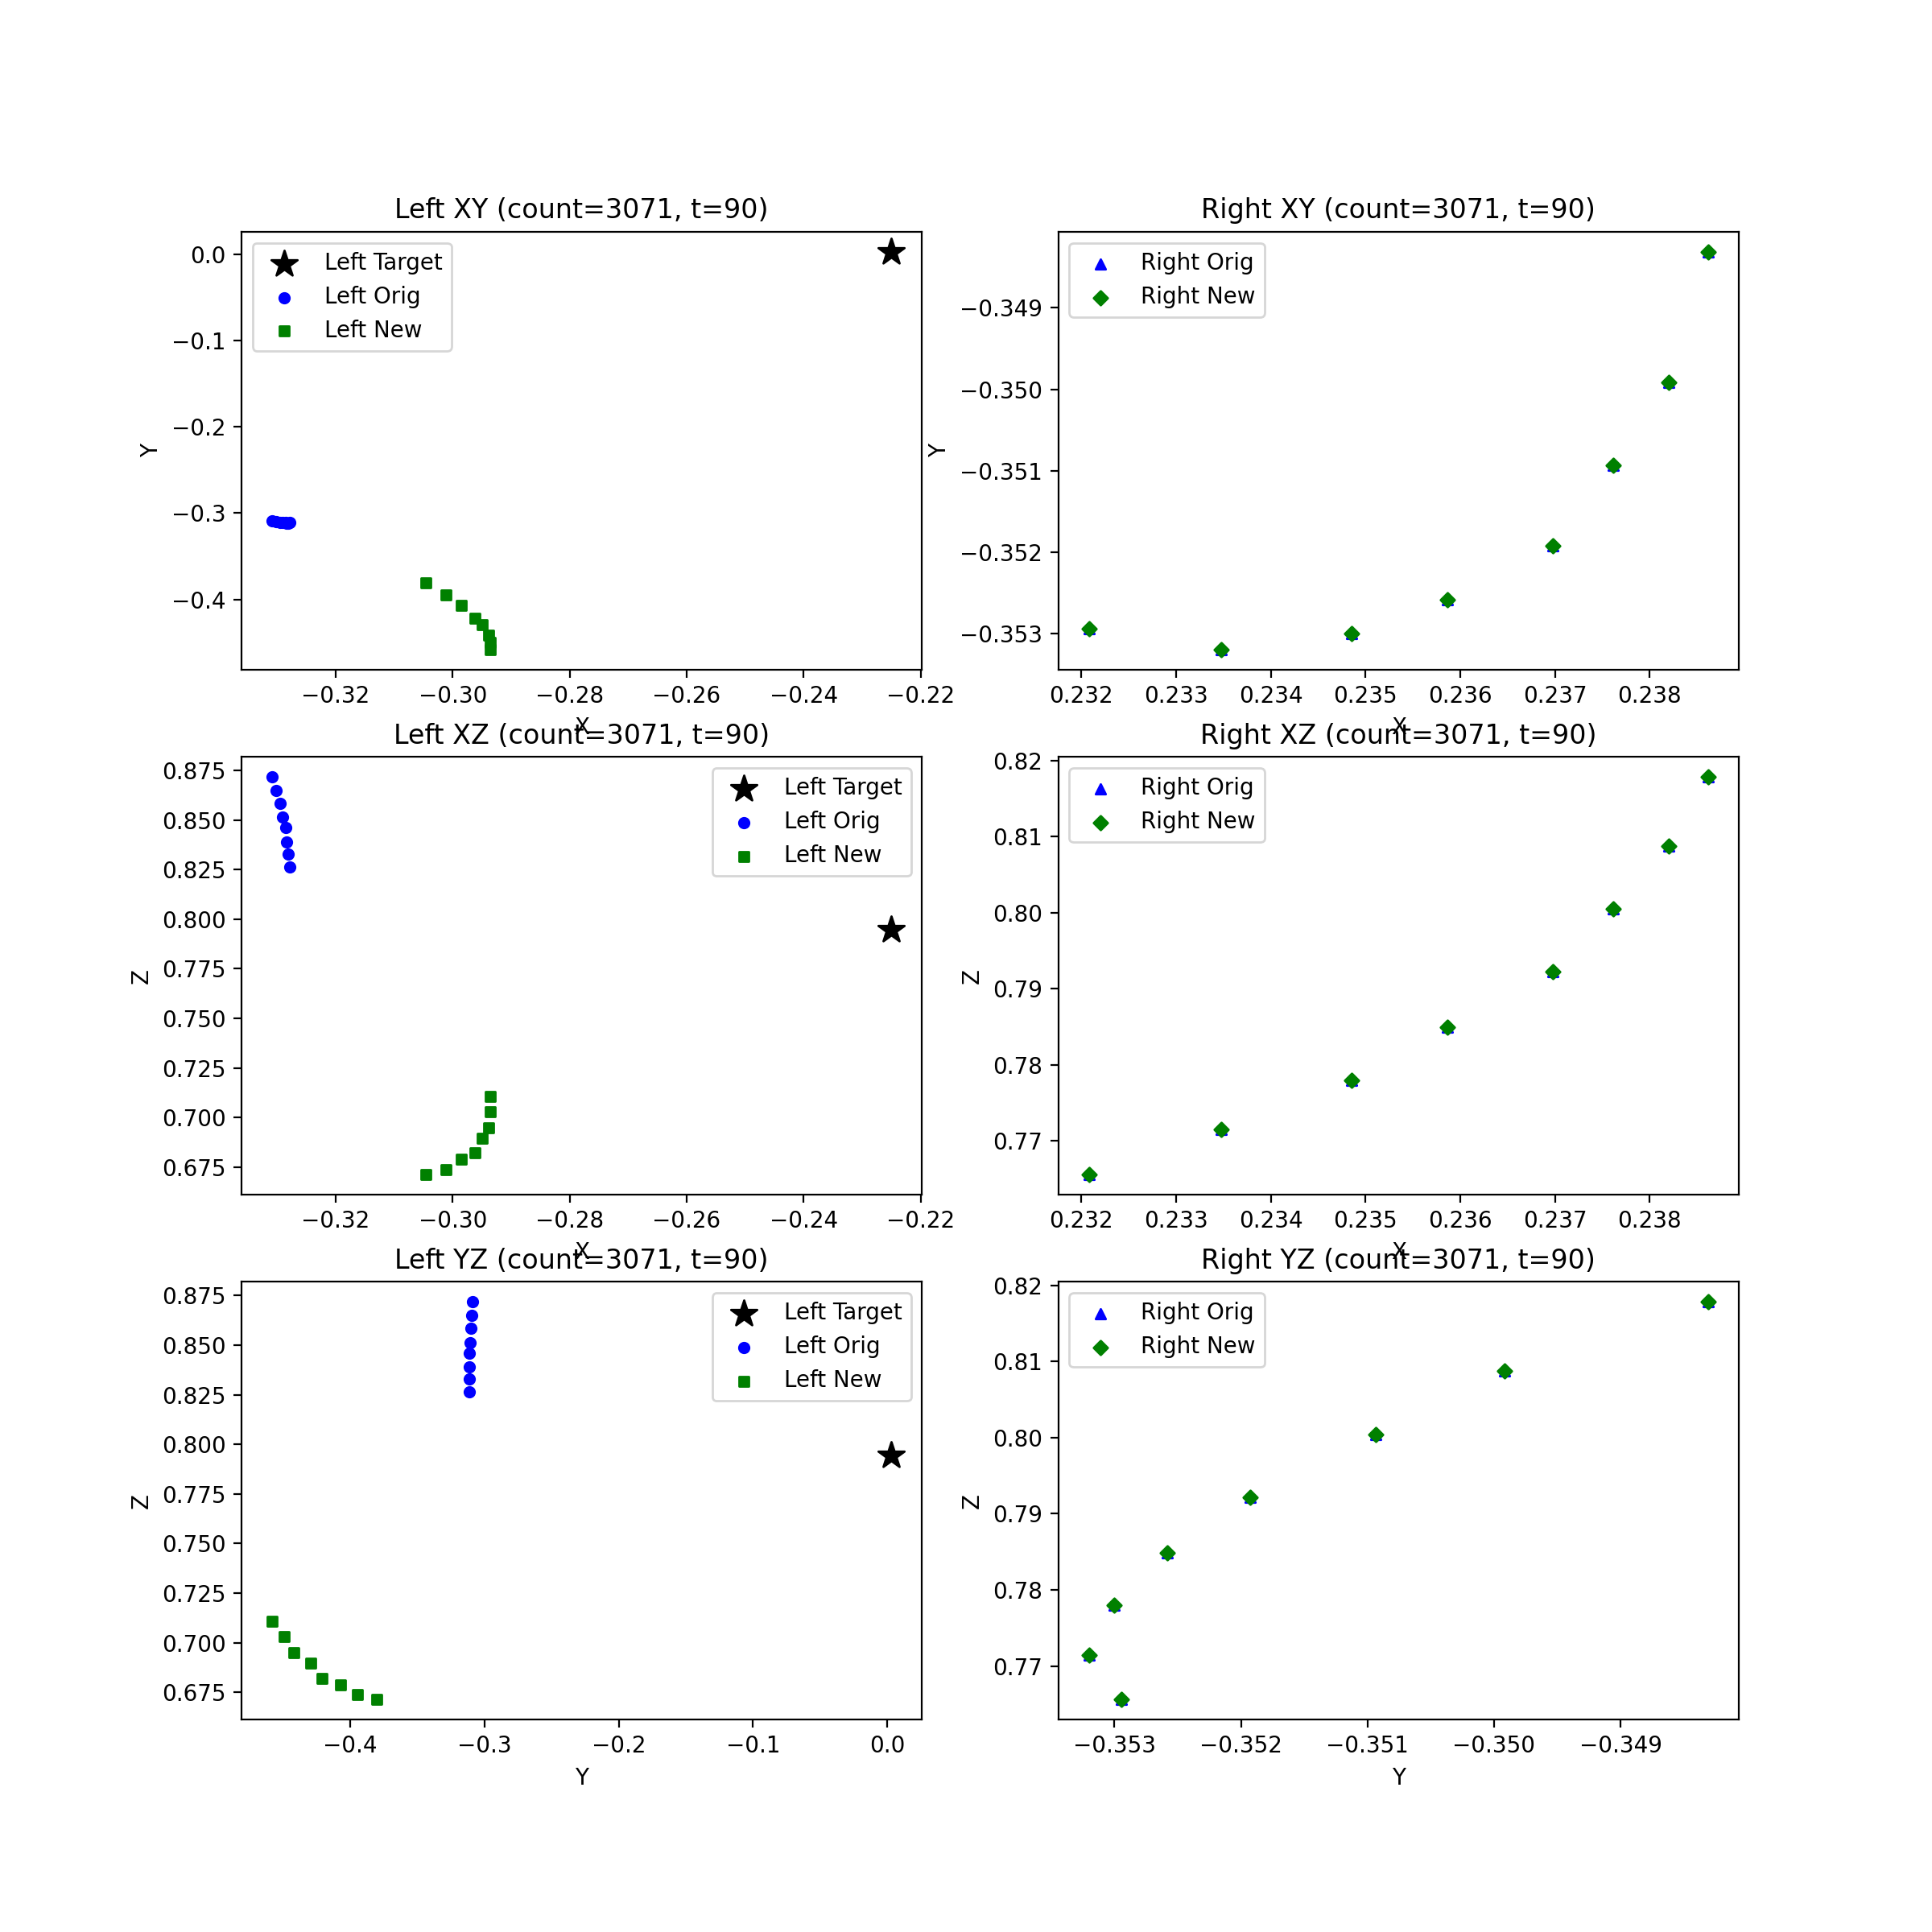 Left XY (count=3071, t=90)
Left Target
Left Orig
Left New
0.0
−0.1
−0.2
−0.3
−0.4
Y
−0.32
−0.30
−0.28
−0.26
−0.24
−0.22
X
Right XY (count=3071, t=90)
Right Orig
Right New
−0.349
−0.350
−0.351
−0.352
−0.353
Y
0.232
0.233
0.234
0.235
0.236
0.237
0.238
X
Left XZ (count=3071, t=90)
Left Target
Left Orig
Left New
0.875
0.850
0.825
0.800
0.775
0.750
0.725
0.700
0.675
Z
−0.32
−0.30
−0.28
−0.26
−0.24
−0.22
X
Right XZ (count=3071, t=90)
Right Orig
Right New
0.82
0.81
0.80
0.79
0.78
0.77
Z
0.232
0.233
0.234
0.235
0.236
0.237
0.238
X
Left YZ (count=3071, t=90)
Left Target
Left Orig
Left New
0.875
0.850
0.825
0.800
0.775
0.750
0.725
0.700
0.675
Z
−0.4
−0.3
−0.2
−0.1
0.0
Y
Right YZ (count=3071, t=90)
Right Orig
Right New
0.82
0.81
0.80
0.79
0.78
0.77
Z
−0.353
−0.352
−0.351
−0.350
−0.349
Y